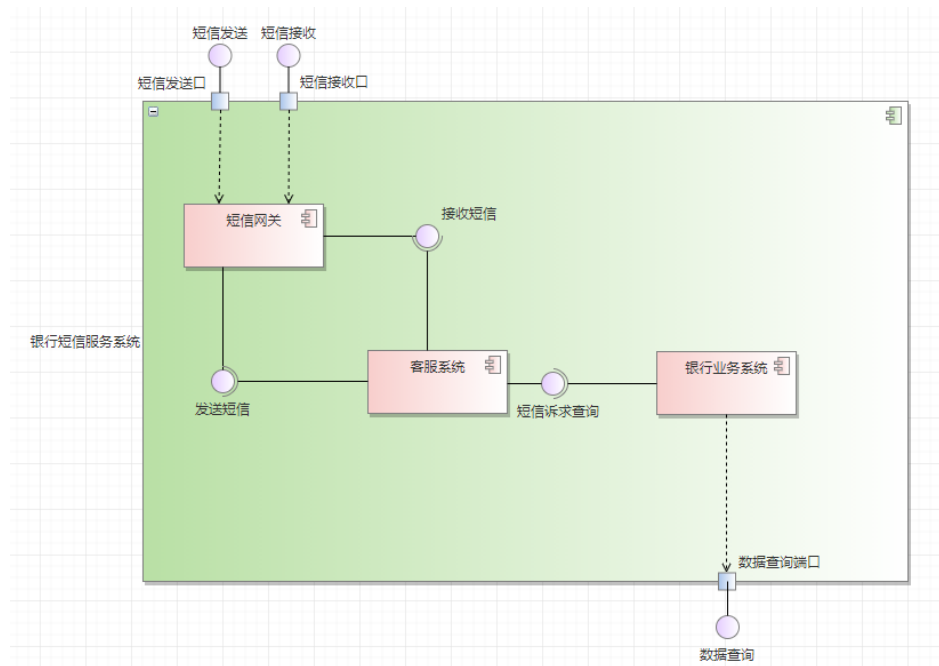 短信发送
短信接收
短信发送口
短信接收口
短信网关
接收短信
银行短信服务系统
客服系统
银行业务系统
发送短信
短信诉求查询
数据查询端口
数据查询